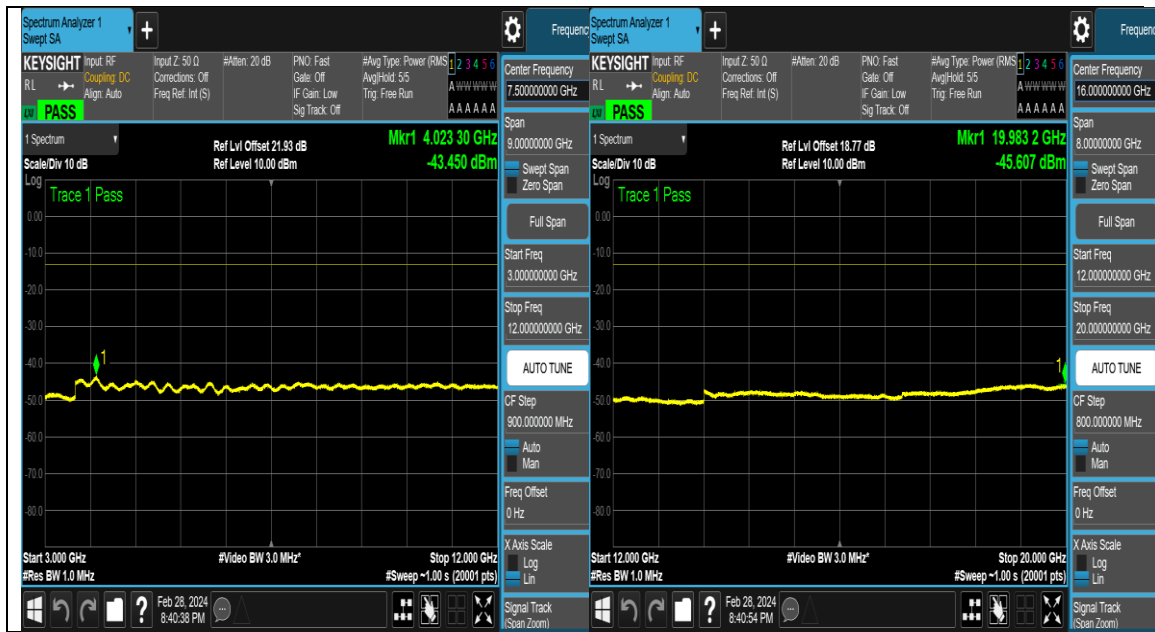 Spectrum Analyzer 1
Swept SA
+
Frequenc
KEYSIGHT
Input: RF
Coupling: DC
Align: Auto
Input Z: 50 Ω
Corrections: Off
Freq Ref: Int (S)
#Atten: 20 dB
PNO: Fast
Gate: Off
IF Gain: Low
Sig Track: Off
#Avg Type: Power (RMS
Avg|Hold: 5/5
Trig: Free Run
1 2 3 4 5 6
A W W W W W
A A A A A A
R L
PASS
1 Spectrum
Scale/Div 10 dB
Ref Lvl Offset 21.93 dB
Ref Level 10.00 dBm
Mkr1 4.023 30 GHz
-43.450 dBm
Log
Trace 1 Pass
0.00
-10.0
-20.0
-30.0
-40.0
-50.0
-60.0
-70.0
-80.0
1
Start 3.000 GHz
#Res BW 1.0 MHz
#Video BW 3.0 MHz*
Stop 12.000 GHz
#Sweep ~1.00 s (20001 pts)
Center Frequency
7.500000000 GHz
Span
9.00000000 GHz
Swept Span
Zero Span
Full Span
Start Freq
3.000000000 GHz
Stop Freq
12.000000000 GHz
AUTO TUNE
CF Step
900.000000 MHz
Auto
Man
Freq Offset
0 Hz
X Axis Scale
Log
Lin
Signal Track
(Span Zoom)
?
Feb 28, 2024
8:40:38 PM
Spectrum Analyzer 1
Swept SA
+
Frequenc
KEYSIGHT
Input: RF
Coupling: DC
Align: Auto
Input Z: 50 Ω
Corrections: Off
Freq Ref: Int (S)
#Atten: 20 dB
PNO: Fast
Gate: Off
IF Gain: Low
Sig Track: Off
#Avg Type: Power (RMS
Avg|Hold: 5/5
Trig: Free Run
1 2 3 4 5 6
A W W W W W
A A A A A A
R L
PASS
1 Spectrum
Scale/Div 10 dB
Ref Lvl Offset 18.77 dB
Ref Level 10.00 dBm
Mkr1 19.983 2 GHz
-45.607 dBm
Log
Trace 1 Pass
0.00
-10.0
-20.0
-30.0
-40.0
-50.0
-60.0
-70.0
-80.0
1
Start 12.000 GHz
#Res BW 1.0 MHz
#Video BW 3.0 MHz*
Stop 20.000 GHz
#Sweep ~1.00 s (20001 pts)
Center Frequency
16.000000000 GHz
Span
8.00000000 GHz
Swept Span
Zero Span
Full Span
Start Freq
12.000000000 GHz
Stop Freq
20.000000000 GHz
AUTO TUNE
CF Step
800.000000 MHz
Auto
Man
Freq Offset
0 Hz
X Axis Scale
Log
Lin
Signal Track
(Span Zoom)
?
Feb 28, 2024
8:40:54 PM